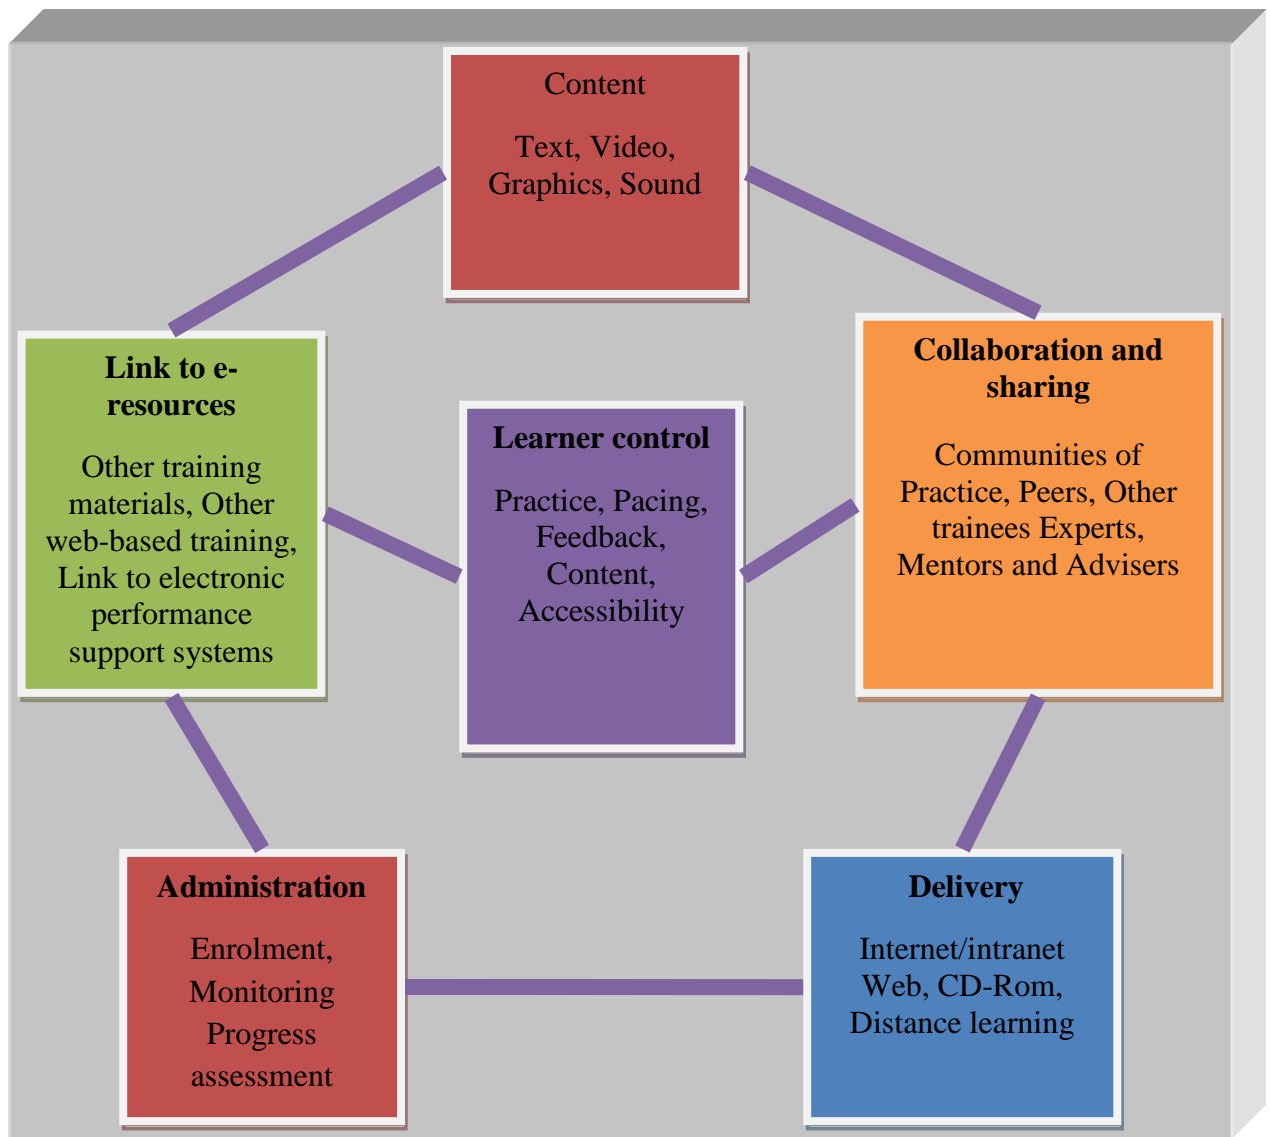 Content
Text, Video,
Graphics, Sound
Link to e-
resources
Other training
materials, Other
web-based training,
Link to electronic
performance
support systems
Learner control
Practice, Pacing,
Feedback,
Content,
Accessibility
Collaboration and
sharing
Communities of
Practice, Peers, Other
trainees Experts,
Mentors and Advisers
Administration
Enrolment,
Monitoring
Progress
assessment
Delivery
Internet/intranet
Web, CD-Rom,
Distance learning